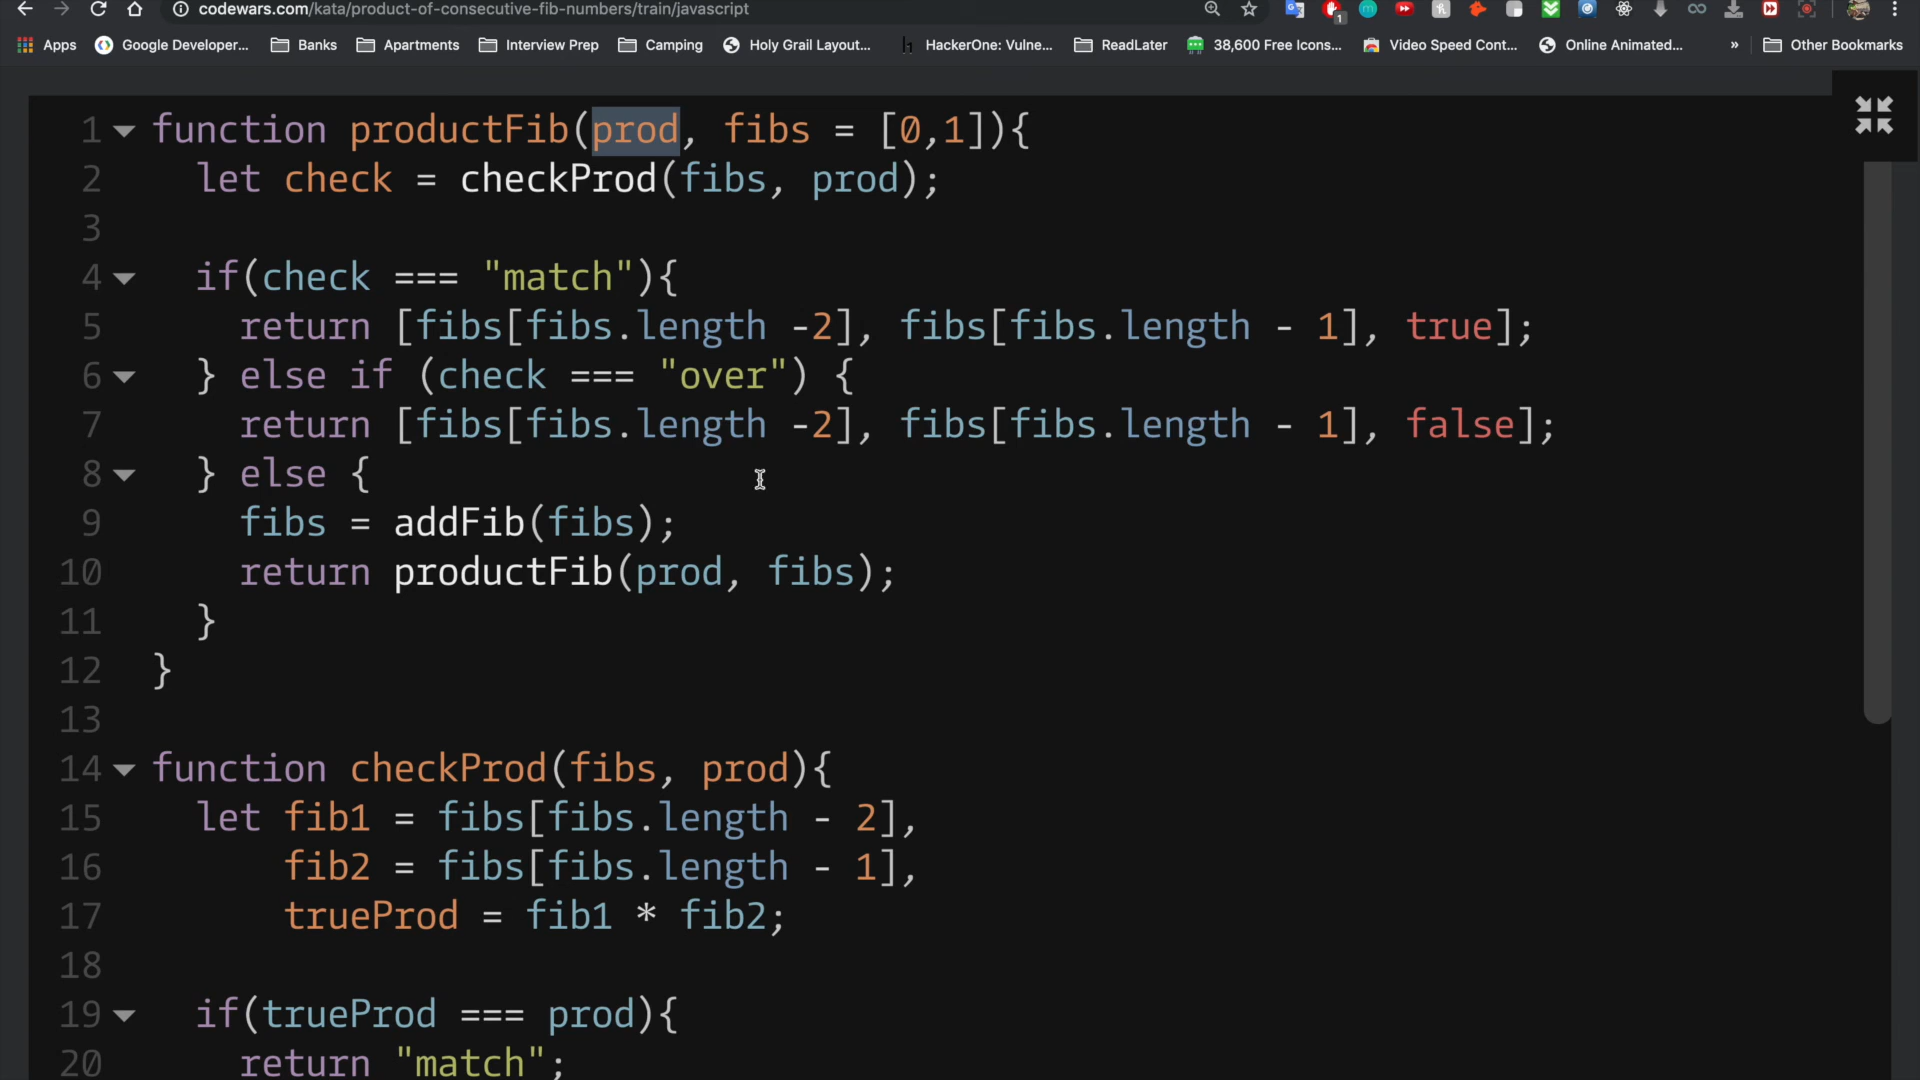 codewars.com/kata/product-of-consecutive-fib-numbers/train/javascript
1
Apps Google Developer... Banks Apartments Interview Prep Camping Holy Grail Layout... h HackerOne: Vulne... ReadLater 38,600 Free Icons... Video Speed Cont... Online Animated... » Other Bookmarks
1 function productFib(prod, fibs = [0,1]){
2 let check = checkProd(fibs, prod);
3
4 if(check === "match"){
5 return [fibs[fibs.length -2], fibs[fibs.length - 1], true];
6 } else if (check === "over") {
7 return [fibs[fibs.length -2], fibs[fibs.length - 1], false];
8 } else {
9 fibs = addFib(fibs);
10 return productFib(prod, fibs);
11 }
12 }
13
14 function checkProd(fibs, prod){
15 let fib1 = fibs[fibs.length - 2],
16 fib2 = fibs[fibs.length - 1],
17 trueProd = fib1 * fib2;
18
19 if(trueProd === prod){
20 return "match";